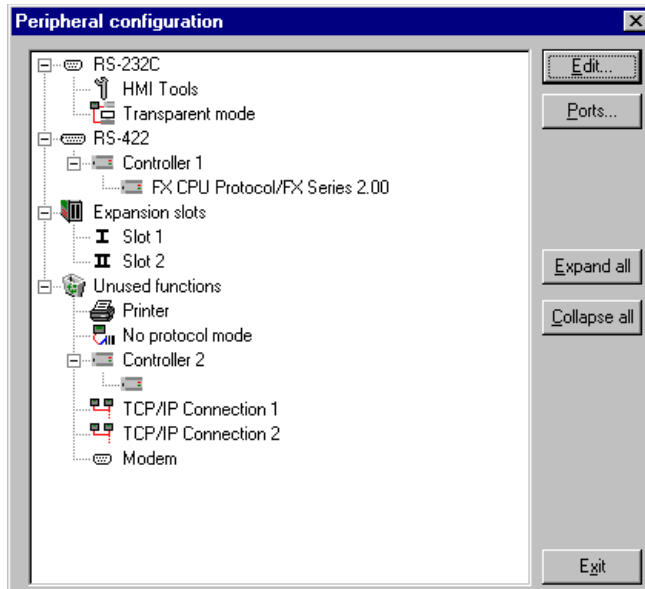 Peripheral configuration
RS-232C
HMI Tools
Transparent mode
RS-422
Controller 1
FX CPU Protocol/FX Series 2.00
Expansion slots
I Slot 1
II Slot 2
Unused functions
Printer
No protocol mode
Controller 2
TCP/IP Connection 1
TCP/IP Connection 2
Modem
Edit...
Ports...
Expand all
Collapse all
Exit